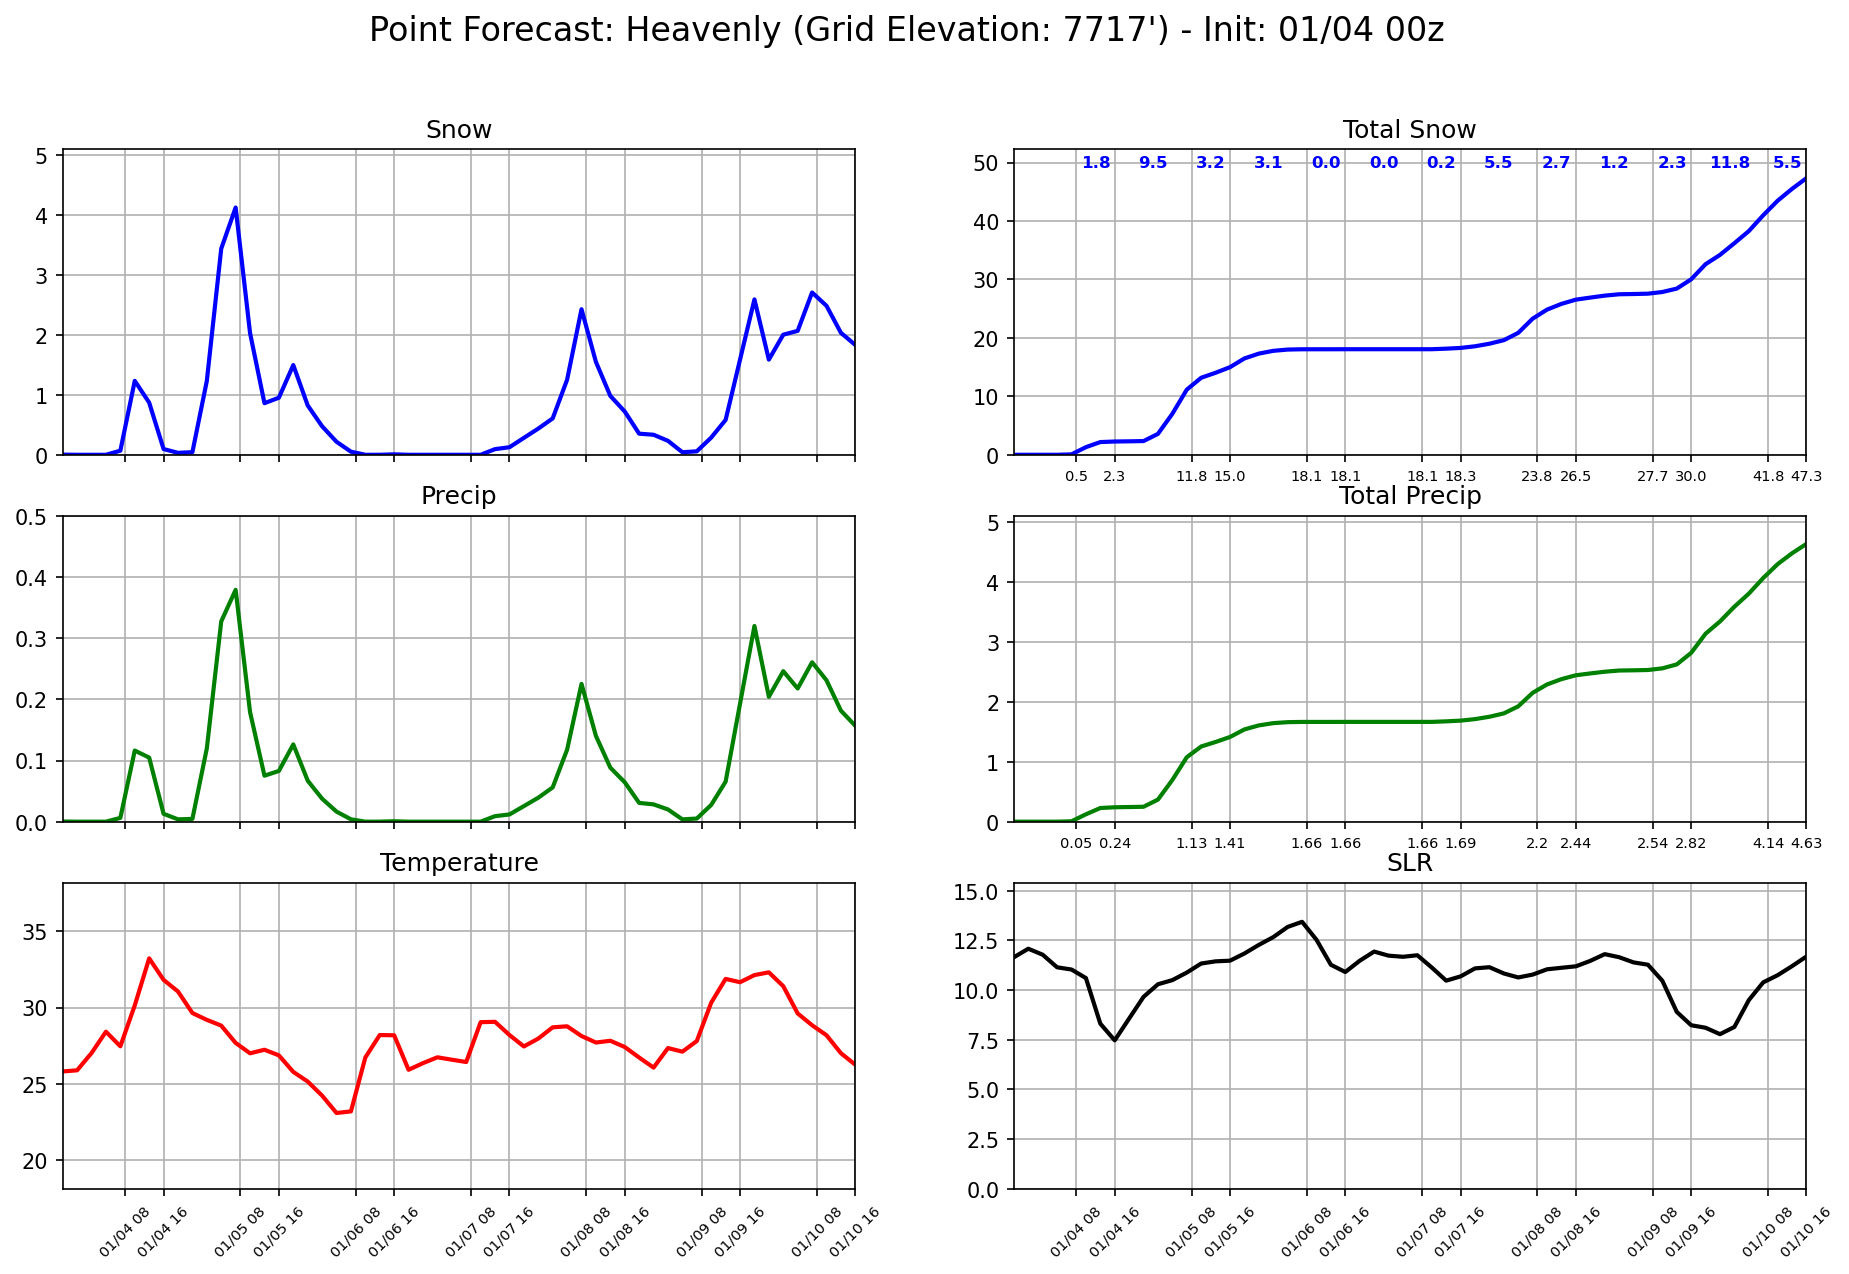 Point Forecast: Heavenly (Grid Elevation: 7717') - Init: 01/04 00z
Snow
5
4
3
2
1
0
Total Snow
50
40
30
20
10
0
1.8 9.5 3.2 3.1 0.0 0.0 0.2 5.5 2.7 1.2 2.3 11.8 5.5
0.5 2.3 11.8 15.0 18.1 18.1 18.1 18.3 23.8 26.5 27.7 30.0 41.8 47.3
Precip
0.5
0.4
0.3
0.2
0.1
0.0
Total Precip
5
4
3
2
1
0
0.05 0.24 1.13 1.41 1.66 1.66 1.66 1.69 2.2 2.44 2.54 2.82 4.14 4.63
Temperature
35
30
25
20
01/04 08 01/04 16 01/05 08 01/05 16 01/06 08 01/06 16 01/07 08 01/07 16 01/08 08 01/08 16 01/09 08 01/09 16 01/10 08 01/10 16
SLR
15.0
12.5
10.0
7.5
5.0
2.5
0.0
01/04 08 01/04 16 01/05 08 01/05 16 01/06 08 01/06 16 01/07 08 01/07 16 01/08 08 01/08 16 01/09 08 01/09 16 01/10 08 01/10 16